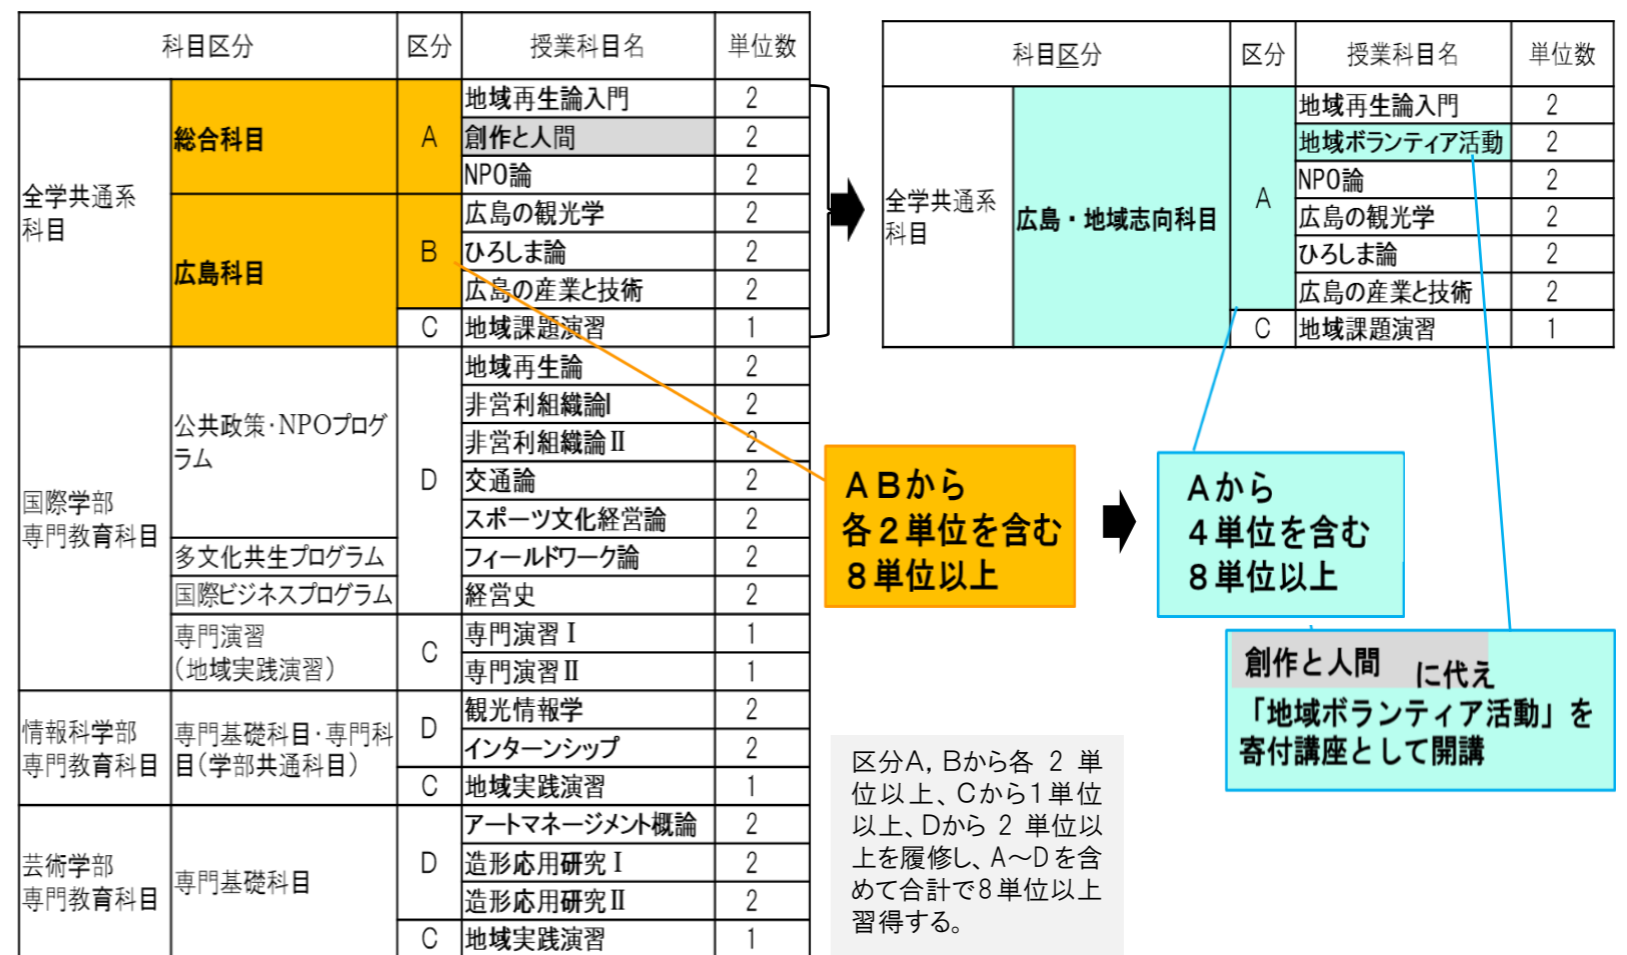 科目区分 区分 授業科目名 単位数
全学共通系
科目
総合科目 A
地域再生論入門 2
創作と人間 2
NPO論 2
広島科目 B
広島の観光学 2
ひろしま論 2
広島の産業と技術 2
C 地域課題演習 1
国際学部
専門教育科目
公共政策・NPOプログ
ラム
D
地域再生論 2
非営利組織論Ⅰ 2
非営利組織論Ⅱ 2
交通論 2
スポーツ文化経営論 2
多文化共生プログラム フィールドワーク論 2
国際ビジネスプログラム 経営史 2
専門演習
(地域実践演習)
C
専門演習Ⅰ 1
専門演習Ⅱ 1
情報科学部
専門教育科目
専門基礎科目・専門科
目(学部共通科目)
D
観光情報学 2
インターンシップ 2
C 地域実践演習 1
芸術学部
専門教育科目
専門基礎科目
D
アートマネージメント概論 2
造形応用研究Ⅰ 2
造形応用研究Ⅱ 2
C 地域実践演習 1
科目区分 区分 授業科目名 単位数
全学共通系
科目
広島・地域志向科目
A
地域再生論入門 2
地域ボランティア活動 2
NPO論 2
広島の観光学 2
ひろしま論 2
広島の産業と技術 2
C 地域課題演習 1
ABから
各2単位を含む
8単位以上
Aから
4単位を含む
8単位以上
創作と人間 に代え
「地域ボランティア活動」を
寄付講座として開講
区分A,Bから各 2 単
位以上、Cから1単位
以上、Dから 2 単位以
上を履修し、A～Dを含
めて合計で8単位以上
習得する。